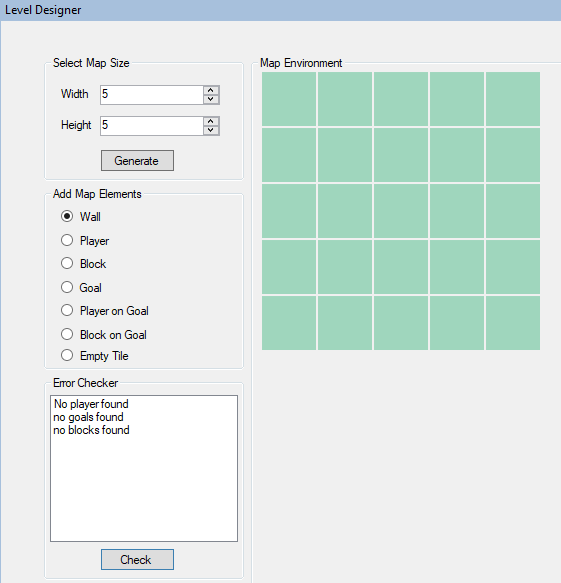 Level Designer
Select Map Size
Width 5
Height 5
Generate
Add Map Elements
Wall
Player
Block
Goal
Player on Goal
Block on Goal
Empty Tile
Error Checker
No player found
no goals found
no blocks found
Check
Map Environment